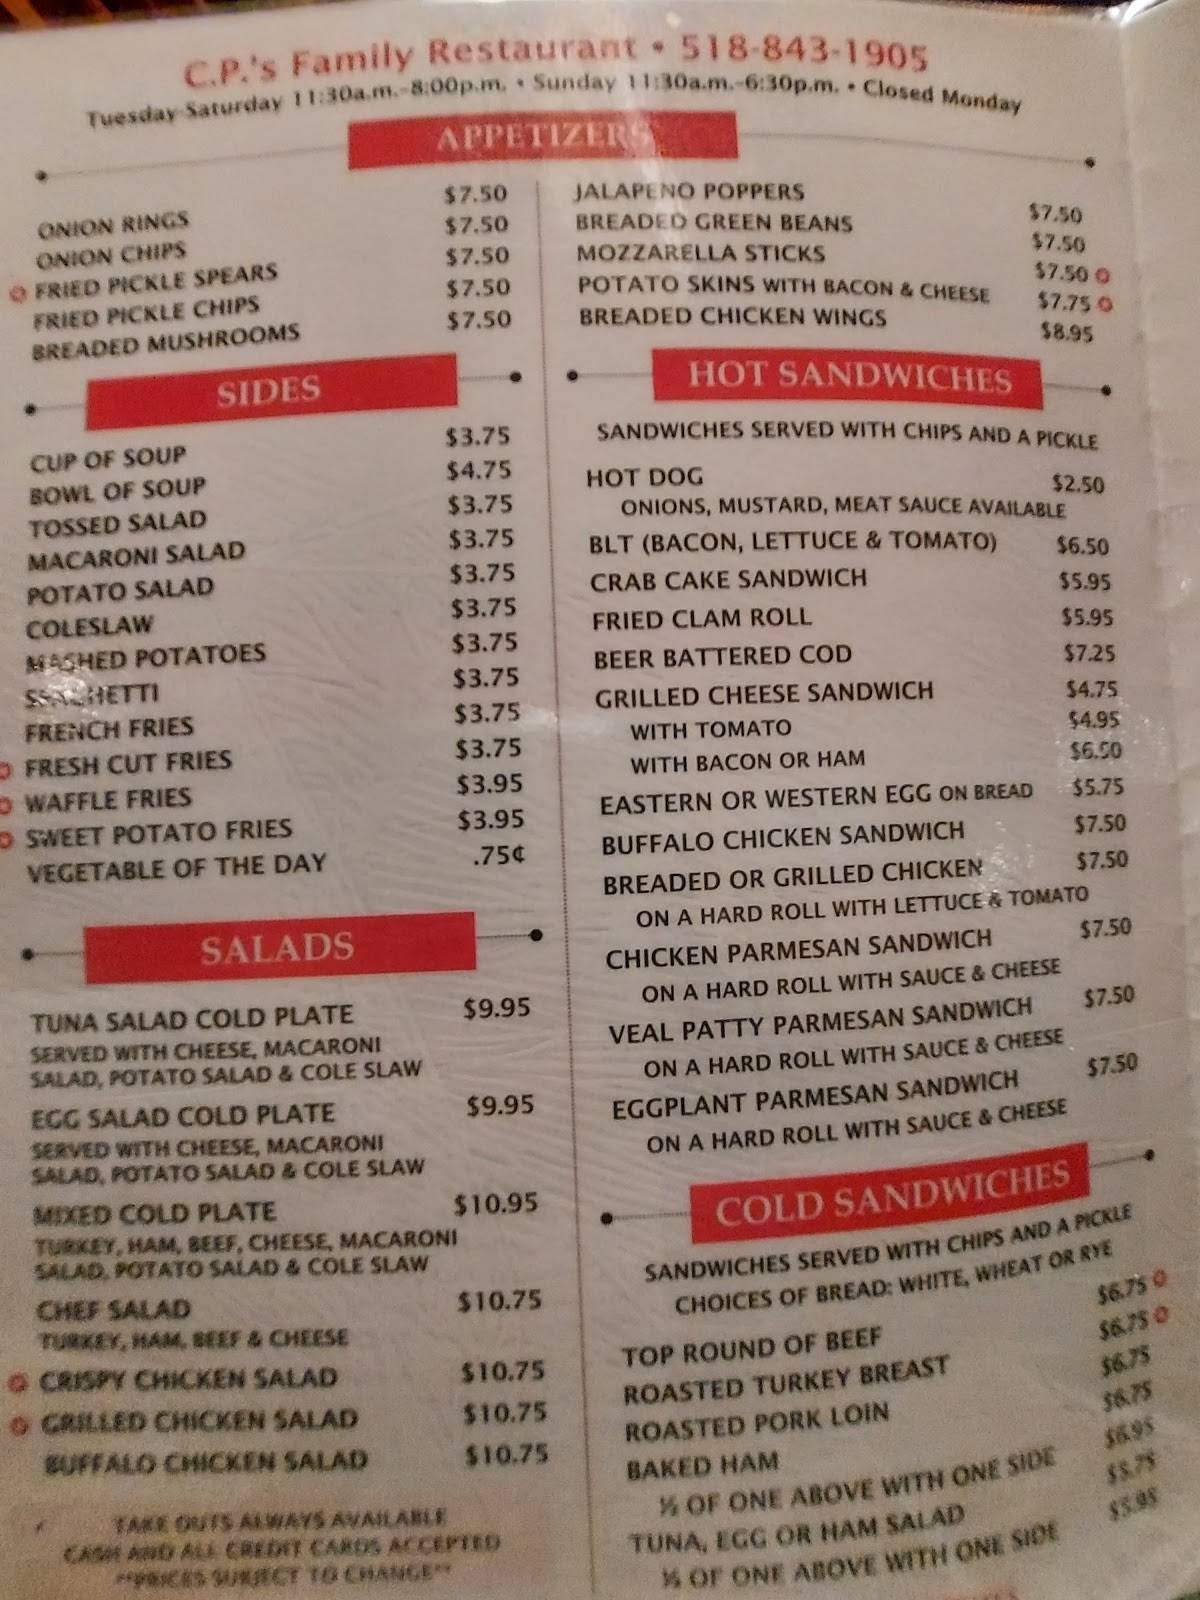 C.P.'s Family Restaurant • 518-843-1905
Tuesday-Saturday 11:30a.m.-8:00p.m. • Sunday 11:30a.m.-6:30p.m. • Closed Monday
APPETIZERS
ONION RINGS $7.50
ONION CHIPS $7.50
FRIED PICKLE SPEARS $7.50
FRIED PICKLE CHIPS $7.50
BREADED MUSHROOMS $7.50
JALAPENO POPPERS $7.50
BREADED GREEN BEANS $7.50
MOZZARELLA STICKS $7.50
POTATO SKINS WITH BACON & CHEESE $7.75
BREADED CHICKEN WINGS $8.95
SIDES
CUP OF SOUP $3.75
BOWL OF SOUP $4.75
TOSSED SALAD $3.75
MACARONI SALAD $3.75
POTATO SALAD $3.75
COLESLAW $3.75
MASHED POTATOES $3.75
SPAGHETTI $3.75
FRENCH FRIES $3.75
FRESH CUT FRIES $3.75
WAFFLE FRIES $3.95
SWEET POTATO FRIES $3.95
VEGETABLE OF THE DAY .75¢
SALADS
TUNA SALAD COLD PLATE $9.95
SERVED WITH CHEESE, MACARONI
SALAD, POTATO SALAD & COLE SLAW
EGG SALAD COLD PLATE $9.95
SERVED WITH CHEESE, MACARONI
SALAD, POTATO SALAD & COLE SLAW
MIXED COLD PLATE $10.95
TURKEY, HAM, BEEF, CHEESE, MACARONI
SALAD, POTATO SALAD & COLE SLAW
CHEF SALAD $10.75
TURKEY, HAM, BEEF & CHEESE
CRISPY CHICKEN SALAD $10.75
GRILLED CHICKEN SALAD $10.75
BUFFALO CHICKEN SALAD $10.75
TAKE OUTS ALWAYS AVAILABLE
CASH AND ALL CREDIT CARDS ACCEPTED
**PRICES SUBJECT TO CHANGE**
HOT SANDWICHES
SANDWICHES SERVED WITH CHIPS AND A PICKLE
HOT DOG $2.50
ONIONS, MUSTARD, MEAT SAUCE AVAILABLE
BLT (BACON, LETTUCE & TOMATO) $6.50
CRAB CAKE SANDWICH $5.95
FRIED CLAM ROLL $5.95
BEER BATTERED COD $7.25
GRILLED CHEESE SANDWICH $4.75
WITH TOMATO $4.95
WITH BACON OR HAM $6.50
EASTERN OR WESTERN EGG ON BREAD $5.75
BUFFALO CHICKEN SANDWICH $7.50
BREADED OR GRILLED CHICKEN $7.50
ON A HARD ROLL WITH LETTUCE & TOMATO
CHICKEN PARMESAN SANDWICH $7.50
ON A HARD ROLL WITH SAUCE & CHEESE
VEAL PATTY PARMESAN SANDWICH $7.50
ON A HARD ROLL WITH SAUCE & CHEESE
EGGPLANT PARMESAN SANDWICH $7.50
ON A HARD ROLL WITH SAUCE & CHEESE
COLD SANDWICHES
SANDWICHES SERVED WITH CHIPS AND A PICKLE
CHOICES OF BREAD: WHITE, WHEAT OR RYE
TOP ROUND OF BEEF $6.75
ROASTED TURKEY BREAST $6.75
ROASTED PORK LOIN $6.75
BAKED HAM $6.75
½ OF ONE ABOVE WITH ONE SIDE $6.95
TUNA, EGG OR HAM SALAD $5.75
½ OF ONE ABOVE WITH ONE SIDE $5.95